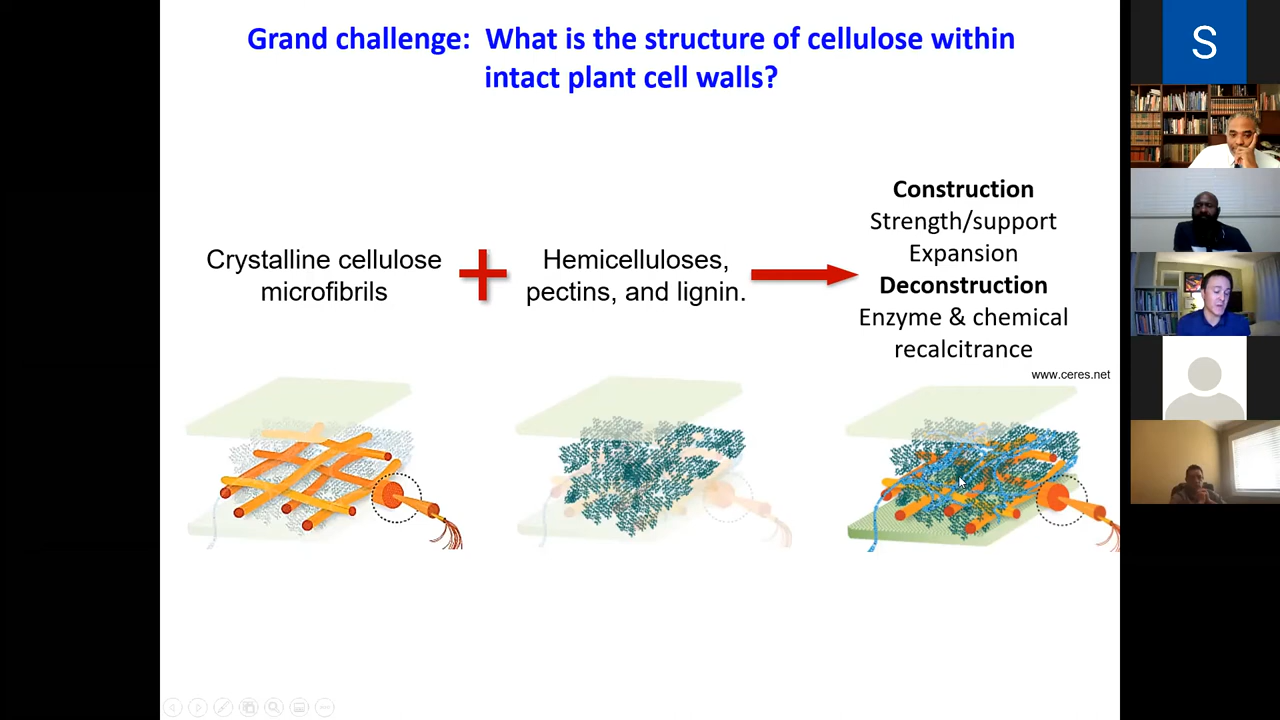 Grand challenge: What is the structure of cellulose within
intact plant cell walls?
Crystalline cellulose
microfibrils
+
Hemicelluloses,
pectins, and lignin.
Construction
Strength/support
Expansion
Deconstruction
Enzyme & chemical
recalcitrance
www.ceres.net
S